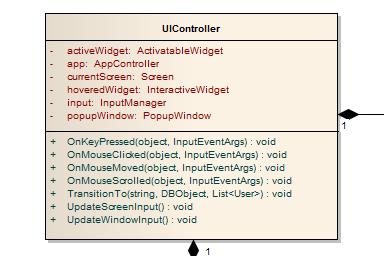 UIController
- activeWidget: ActivatableWidget
- app: AppController
- currentScreen: Screen
- hoveredWidget: InteractiveWidget
- input: InputManager
- popupWindow: PopupWindow
+ OnKeyPressed(object, InputEventArgs) : void
+ OnMouseClicked(object, InputEventArgs) : void
+ OnMouseMoved(object, InputEventArgs) : void
+ OnMouseScrolled(object, InputEventArgs) : void
+ TransitionTo(string, DBObject, List<User>) : void
+ UpdateScreenInput() : void
+ UpdateWindowInput() : void
1
1